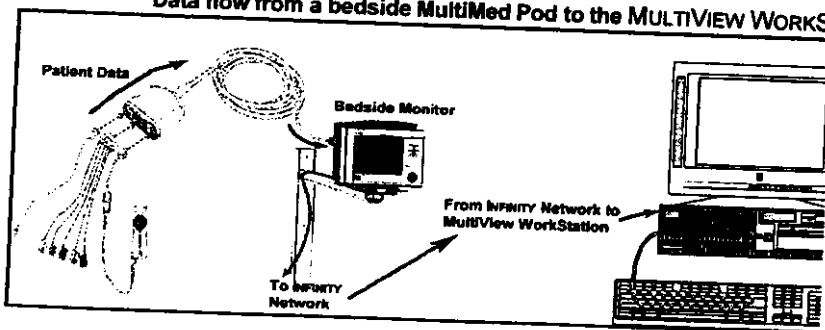 Data flow from a bedside MultiMed Pod to the MULTIVIEW WORKS
Patient Data
Bedside Monitor
From INFINITY Network to
MultiView WorkStation
To INFINITY
Network